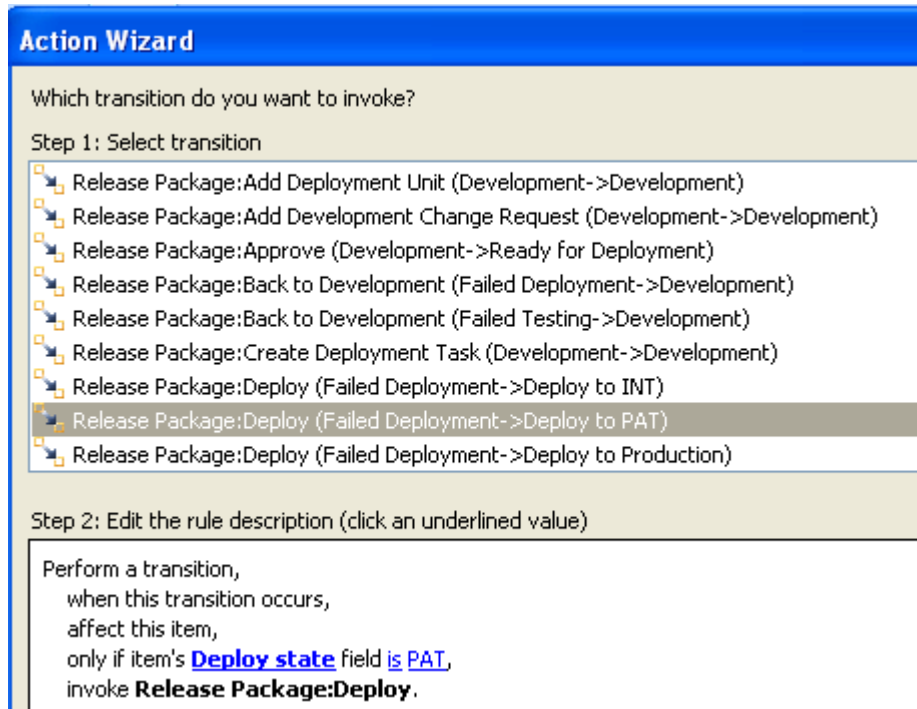 Action Wizard
Which transition do you want to invoke?
Step 1: Select transition
Release Package:Add Deployment Unit (Development->Development)
Release Package:Add Development Change Request (Development->Development)
Release Package:Approve (Development->Ready for Deployment)
Release Package:Back to Development (Failed Deployment->Development)
Release Package:Back to Development (Failed Testing->Development)
Release Package:Create Deployment Task (Development->Development)
Release Package:Deploy (Failed Deployment->Deploy to INT)
Release Package:Deploy (Failed Deployment->Deploy to PAT)
Release Package:Deploy (Failed Deployment->Deploy to Production)
Step 2: Edit the rule description (click an underlined value)
Perform a transition,
when this transition occurs,
affect this item,
only if item's Deploy state field is PAT,
invoke Release Package:Deploy.